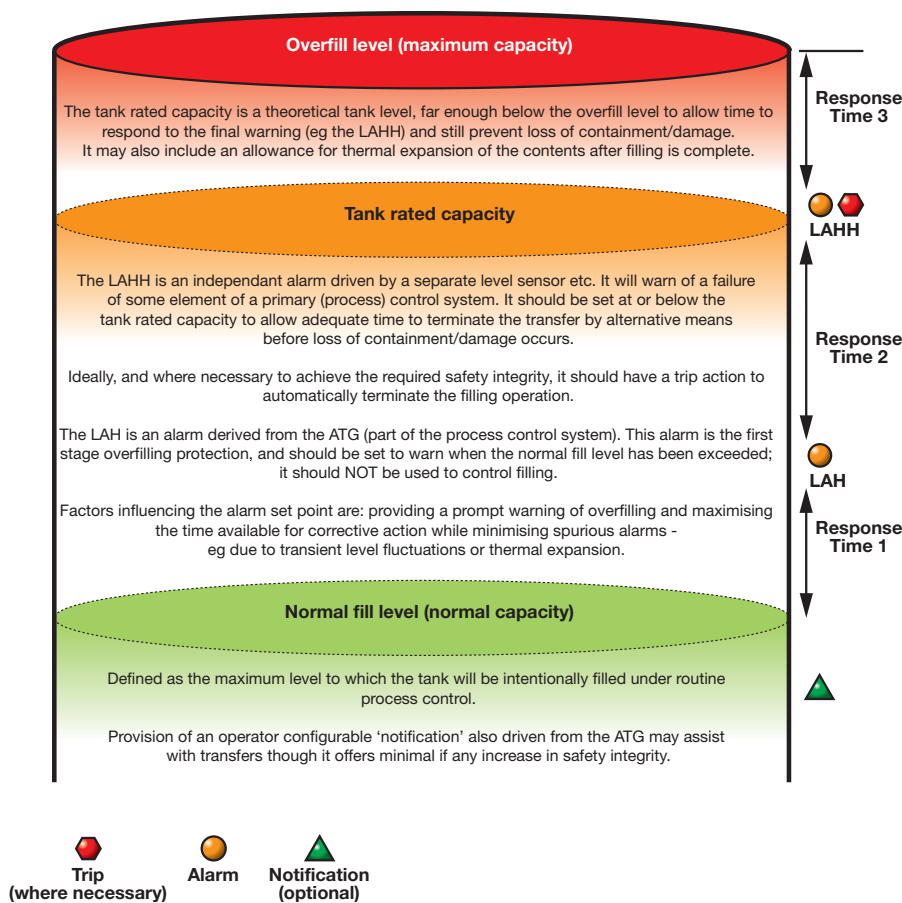 Overfill level (maximum capacity)
The tank rated capacity is a theoretical tank level, far enough below the overfill level to allow time to
respond to the final warning (eg the LAHH) and still prevent loss of containment/damage.
It may also include an allowance for thermal expansion of the contents after filling is complete.
Response
Time 3
LAHH
Tank rated capacity
The LAHH is an independant alarm driven by a separate level sensor etc. It will warn of a failure
of some element of a primary (process) control system. It should be set at or below the
tank rated capacity to allow adequate time to terminate the transfer by alternative means
before loss of containment/damage occurs.
Response
Time 2
Ideally, and where necessary to achieve the required safety integrity, it should have a trip action to
automatically terminate the filling operation.
The LAH is an alarm derived from the ATG (part of the process control system). This alarm is the first
stage overfilling protection, and should be set to warn when the normal fill level has been exceeded;
it should NOT be used to control filling.
LAH
Factors influencing the alarm set point are: providing a prompt warning of overfilling and maximising
the time available for corrective action while minimising spurious alarms -
eg due to transient level fluctuations or thermal expansion.
Response
Time 1
Normal fill level (normal capacity)
Defined as the maximum level to which the tank will be intentionally filled under routine
process control.
Provision of an operator configurable ‘notification’ also driven from the ATG may assist
with transfers though it offers minimal if any increase in safety integrity.
Trip
(where necessary)
Alarm
Notification
(optional)